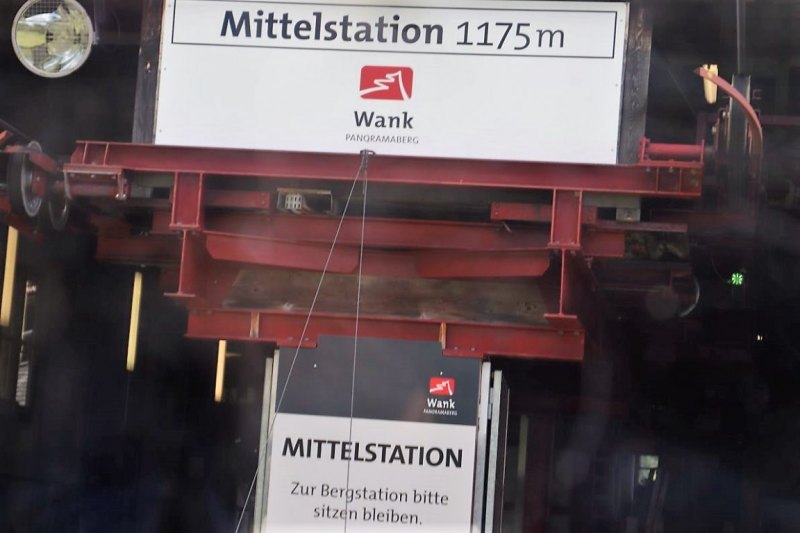 Mittelstation 1175m
Wank
PANORAMABERG
Wank
PANORAMABERG
MITTELSTATION
Zur Bergstation bitte
sitzen bleiben.